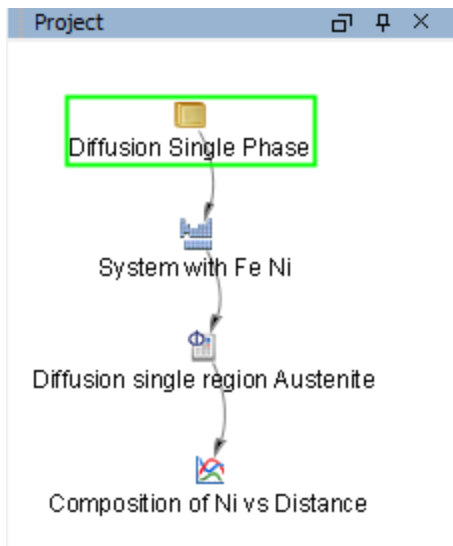 Project
Diffusion Single Phase
System with Fe Ni
Diffusion single region Austenite
Composition of Ni vs Distance